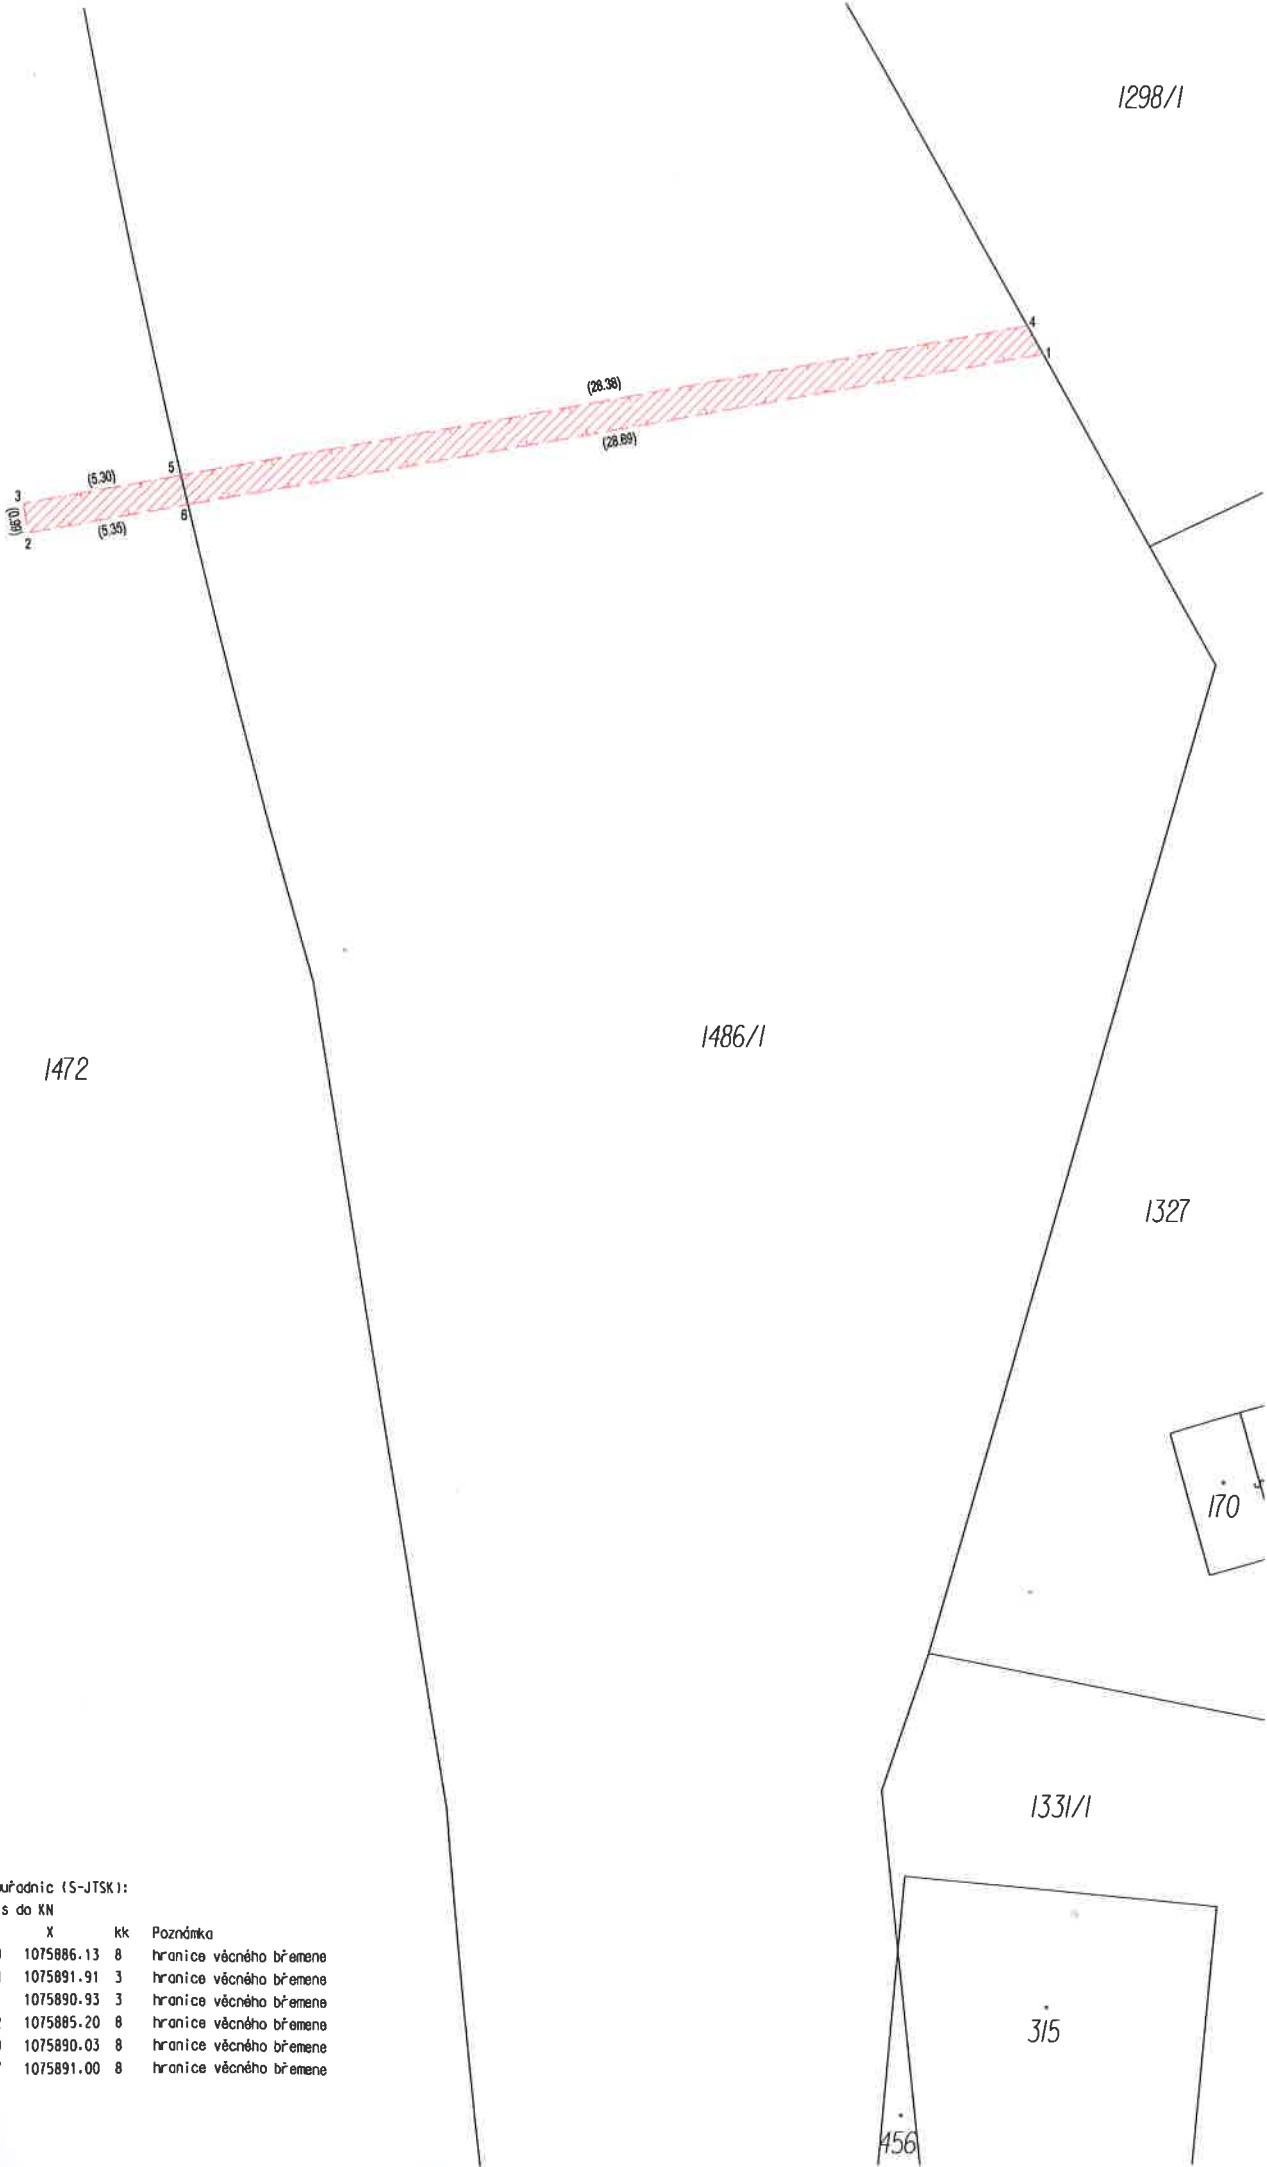 1298/1
4
1
(28.38)
(28.69)
5
(5.30)
3
6
(0.99)
(5.35)
2
1486/1
1472
1327
170
1331/1
uřadnic (S-JTSK):
s do KN
X kk Poznámka
1075886.13 8 hranice věcného břemene
1075891.91 3 hranice věcného břemene
1075890.93 3 hranice věcného břemene
1075885.20 8 hranice věcného břemene
1075890.03 8 hranice věcného břemene
1075891.00 8 hranice věcného břemene
315
456